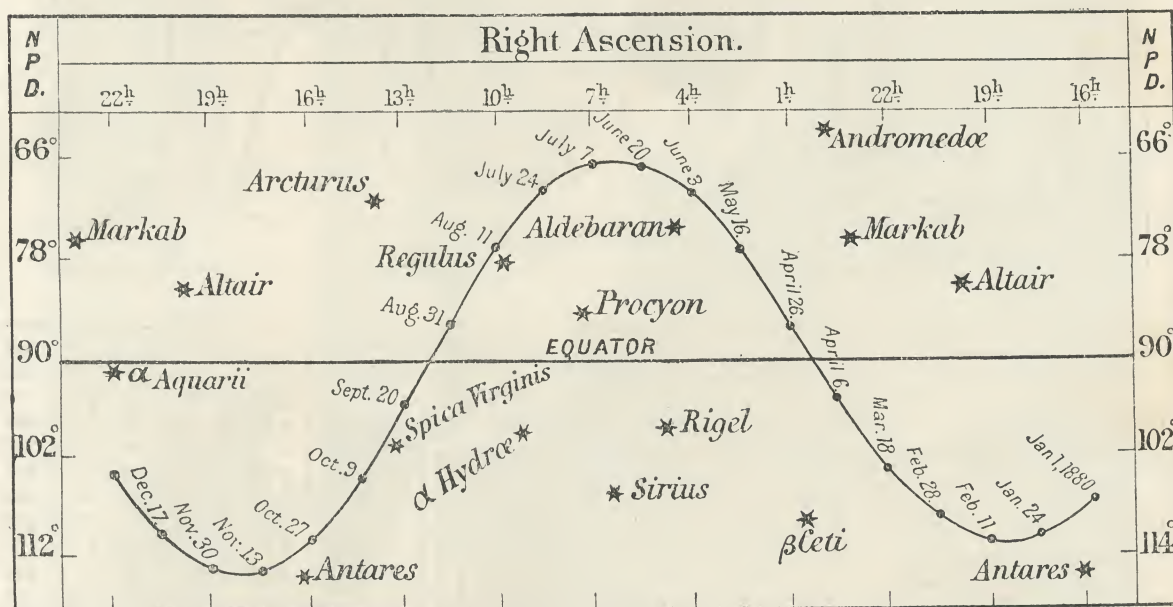 Right Ascension.
N P D.
N P D.
22h 19h 16h 13h 10h 7h 4h 1h 22h 19h 16h
66° 66°
78° 78°
90° 90°
102° 102°
112° 114°
Andromedæ
Arcturus
Markab
Altair
Regulus
Aldebaran
Procyon
Markab
Altair
EQUATOR
α Aquarii
Spica Virginis
α Hydræ
Rigel
Sirius
β Ceti
Antares
Antares
Dec. 17.
Nov. 30
Nov. 13
Oct. 27
Oct. 9
Sept. 20
Aug. 31
Aug. 11
July 24
July 7
June 20
June 3
May 16.
April 26.
April 6.
Mar. 18
Feb. 28.
Feb. 11
Jan. 24
Jan 1, 1880